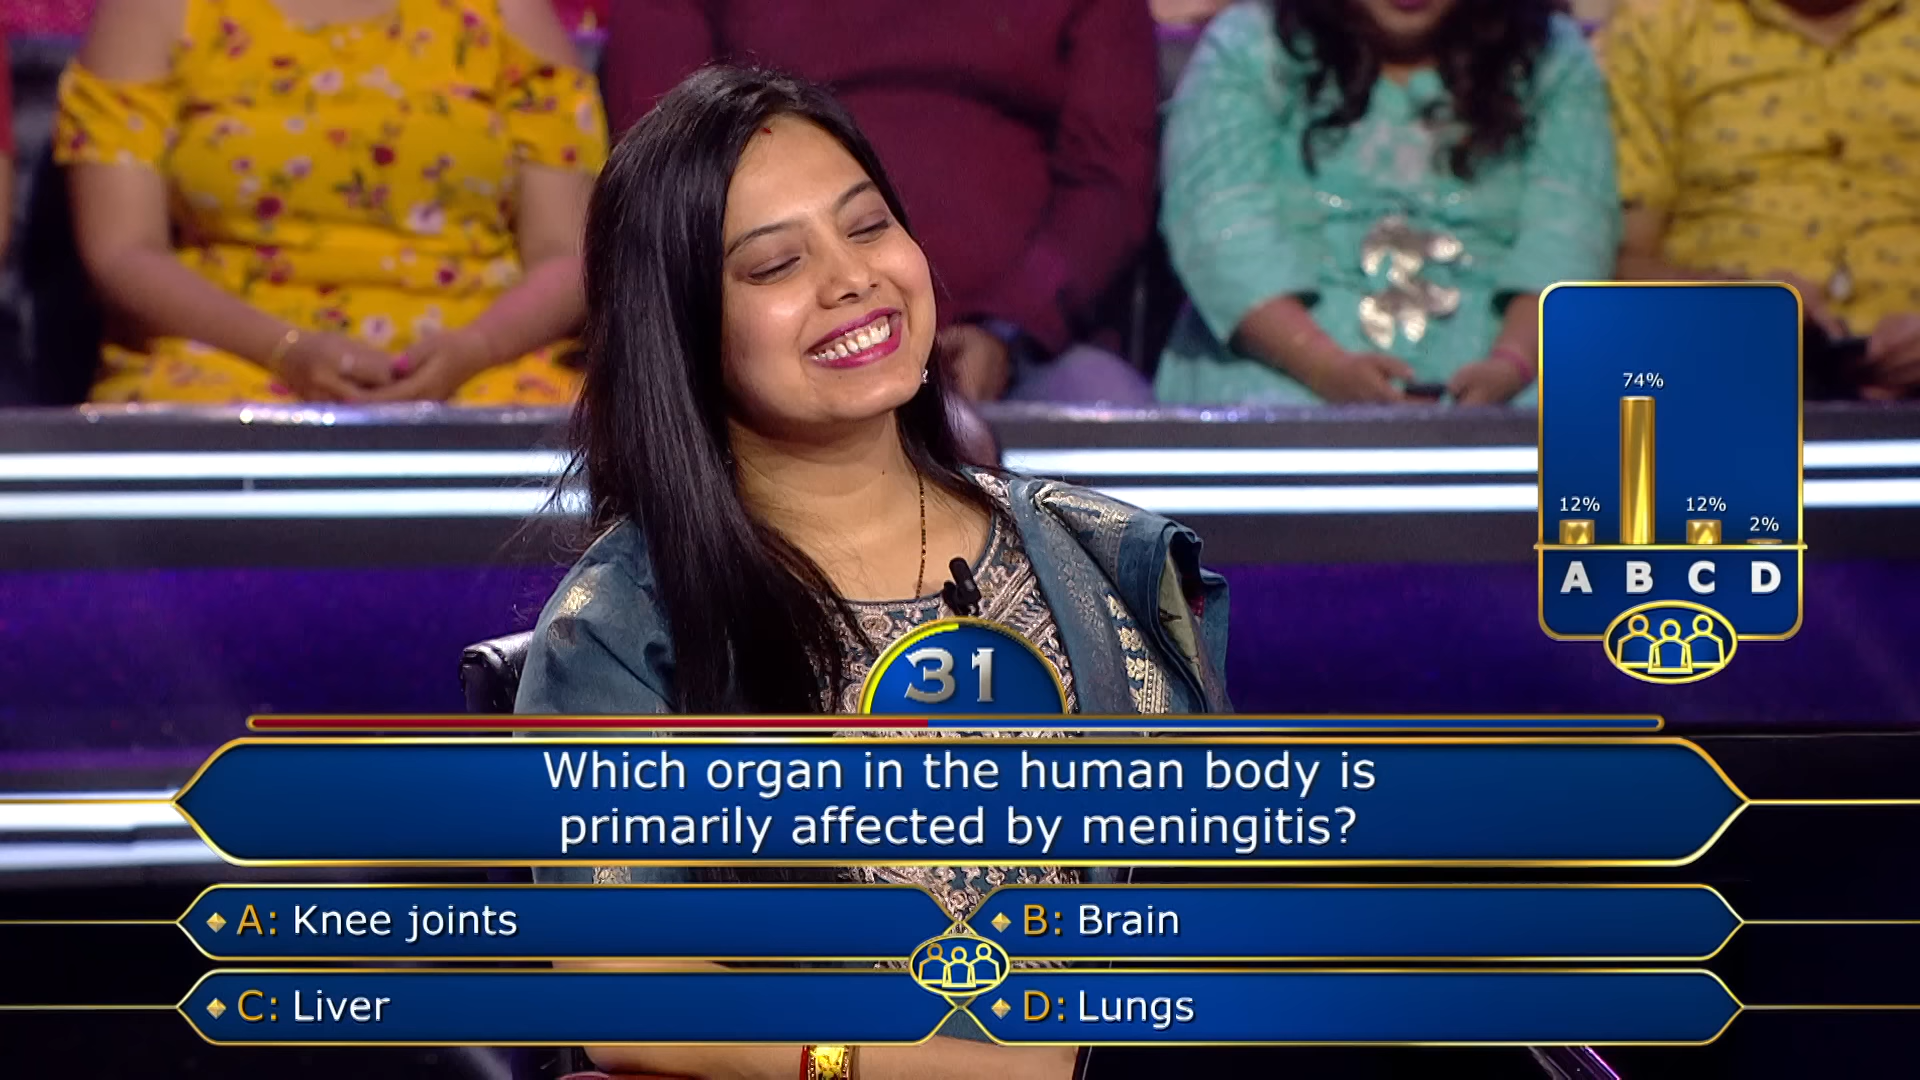 74%
12%
12%
2%
A B C D
31
Which organ in the human body is
primarily affected by meningitis?
A: Knee joints
B: Brain
C: Liver
D: Lungs